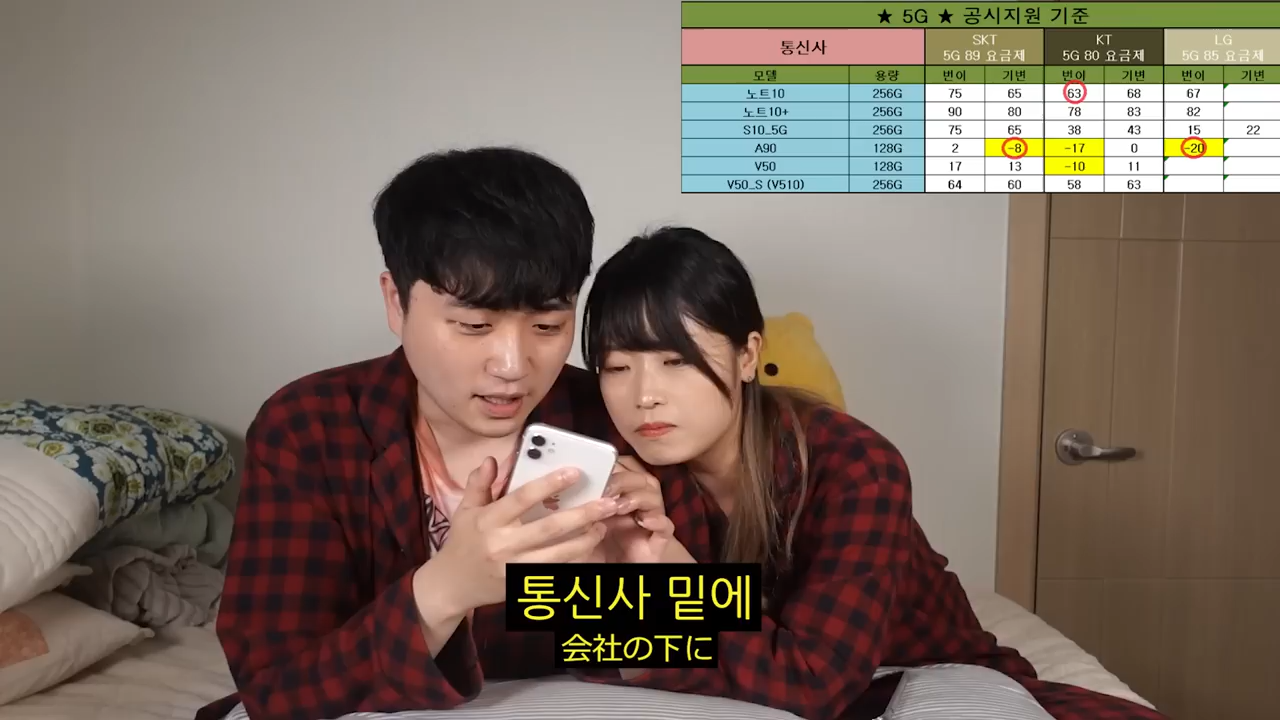 ★ 5G ★ 공시지원 기준
통신사 SKT KT LG
5G 89 요금제 5G 80 요금제 5G 85 요금제
모델 용량 번이 기변 번이 기변 번이 기변
노트10 256G 75 65 63 68 67
노트10+ 256G 90 80 78 83 82
S10_5G 256G 75 65 38 43 15 22
A90 128G 2 -8 -17 0 -20
V50 128G 17 13 -10 11
V50_S (V510) 256G 64 60 58 63
통신사 밑에
会社の下に